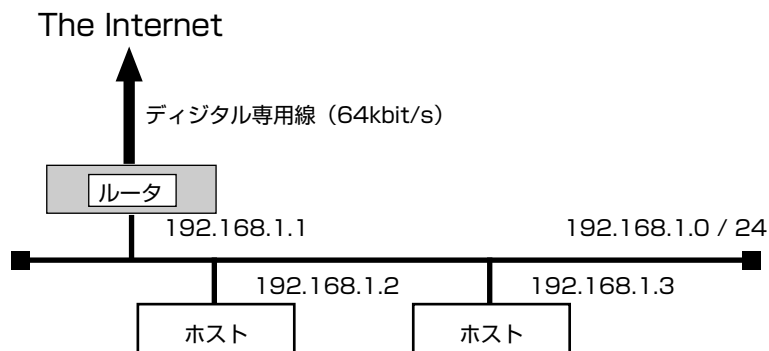 The Internet
ディジタル専用線（64kbit/s）
ルータ
192.168.1.1
192.168.1.0 / 24
192.168.1.2
192.168.1.3
ホスト
ホスト